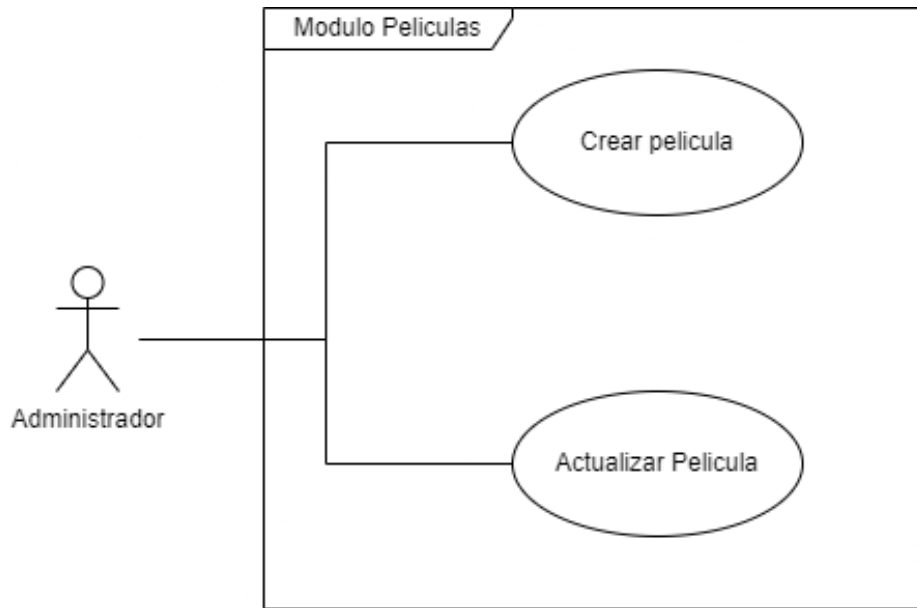 Modulo Peliculas
Crear pelicula
Administrador
Actualizar Pelicula